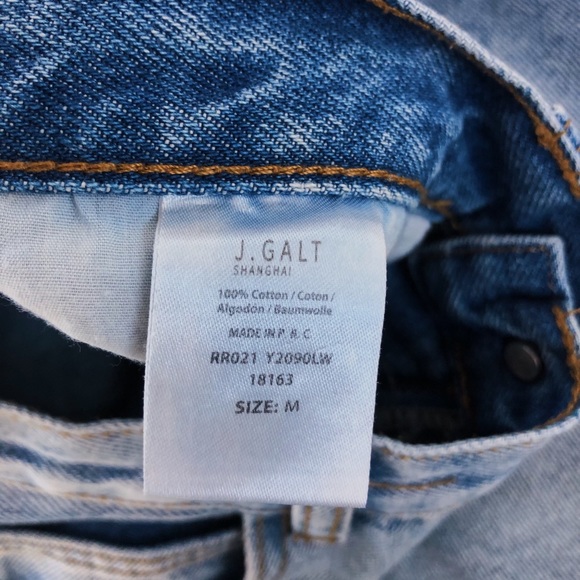 J.GALT
SHANGHAI
100% Cotton / Coton /
Algodón / Baumwolle
MADE IN P. R. C
RR021 Y2090LW
18163
SIZE: M